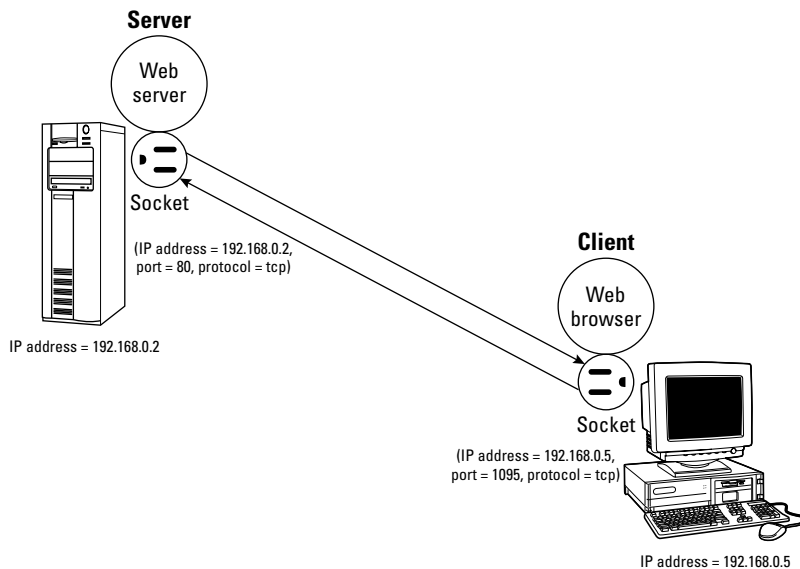 Server
Web
server
Socket
(IP address = 192.168.0.2,
port = 80, protocol = tcp)
IP address = 192.168.0.2
Client
Web
browser
Socket
(IP address = 192.168.0.5,
port = 1095, protocol = tcp)
IP address = 192.168.0.5